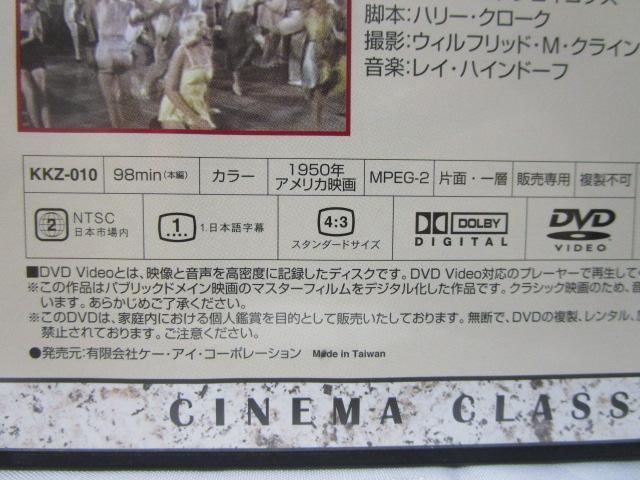 脚本:ハリー・クローク
撮影:ウィルフリッド・M・クライン
音楽:レイ・ハインドーフ
KKZ-010 98min(本編) カラー 1950年 アメリカ映画 MPEG-2 片面・一層 販売専用 複製不可
2 NTSC 日本市場内 1. 1.日本語字幕 4:3 スタンダードサイズ DOLBY DIGITAL DVD VIDEO
■DVD Videoとは、映像と音声を高密度に記録したディスクです。DVD Video対応のプレーヤーで再生して
※この作品はパブリックドメイン映画のマスターフィルムをデジタル化した作品です。クラシック映画のため、
います。あらかじめご了承ください。
※このDVDは、家庭内における個人鑑賞を目的として販売いたしております。無断で、DVDの複製、レンタル、
禁止されております。ご注意ください。
●発売元:有限会社ケー・アイ・コーポレーション Made in Taiwan
CINEMA CLASS